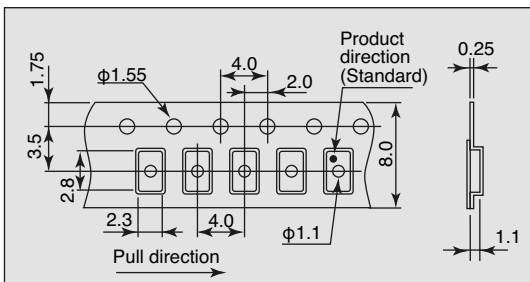 Product
direction
(Standard)
0.25
4.0
2.0
1.75
φ1.55
3.5
8.0
2.8
2.3
4.0
φ1.1
1.1
Pull direction